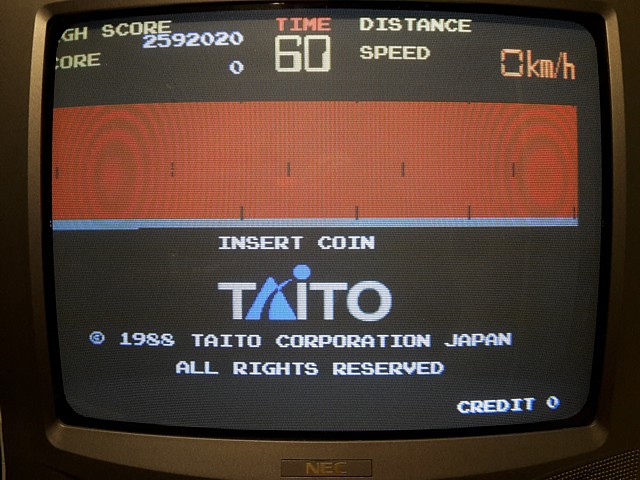 GH SCORE 2592020
CORE 0
TIME
60
DISTANCE
SPEED 0km/h
INSERT COIN
TAITO
© 1988 TAITO CORPORATION JAPAN
ALL RIGHTS RESERVED
CREDIT 0
NEC